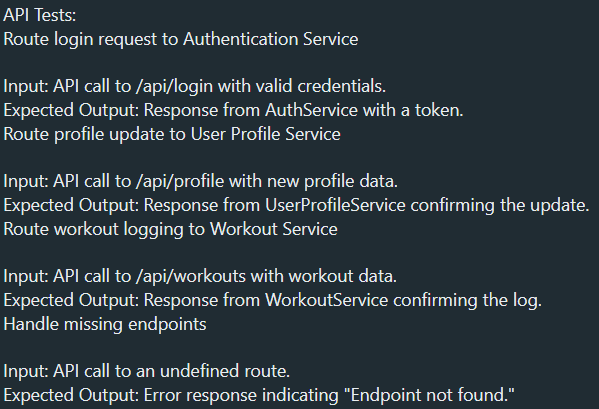 API Tests:
Route login request to Authentication Service
Input: API call to /api/login with valid credentials.
Expected Output: Response from AuthService with a token.
Route profile update to User Profile Service
Input: API call to /api/profile with new profile data.
Expected Output: Response from UserProfileService confirming the update.
Route workout logging to Workout Service
Input: API call to /api/workouts with workout data.
Expected Output: Response from WorkoutService confirming the log.
Handle missing endpoints
Input: API call to an undefined route.
Expected Output: Error response indicating "Endpoint not found."